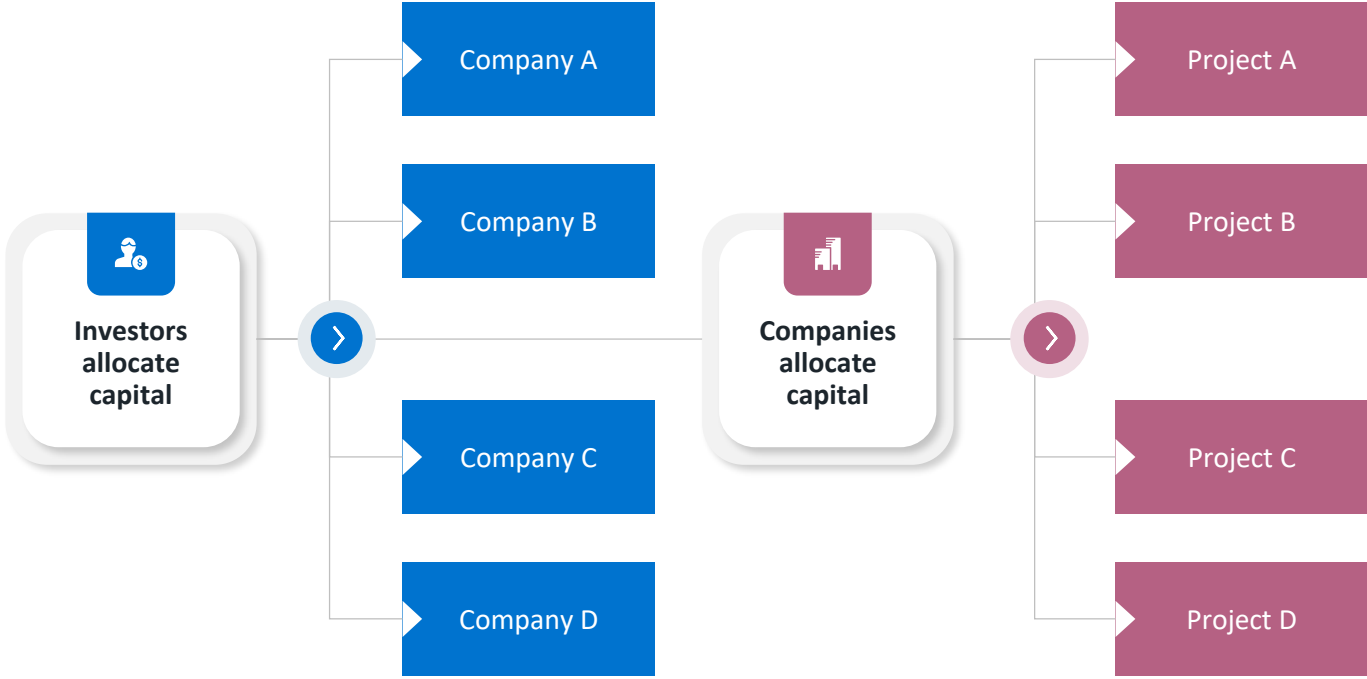 Investors
allocate
capital
Company A
Company B
Company C
Company D
Companies
allocate
capital
Project A
Project B
Project C
Project D